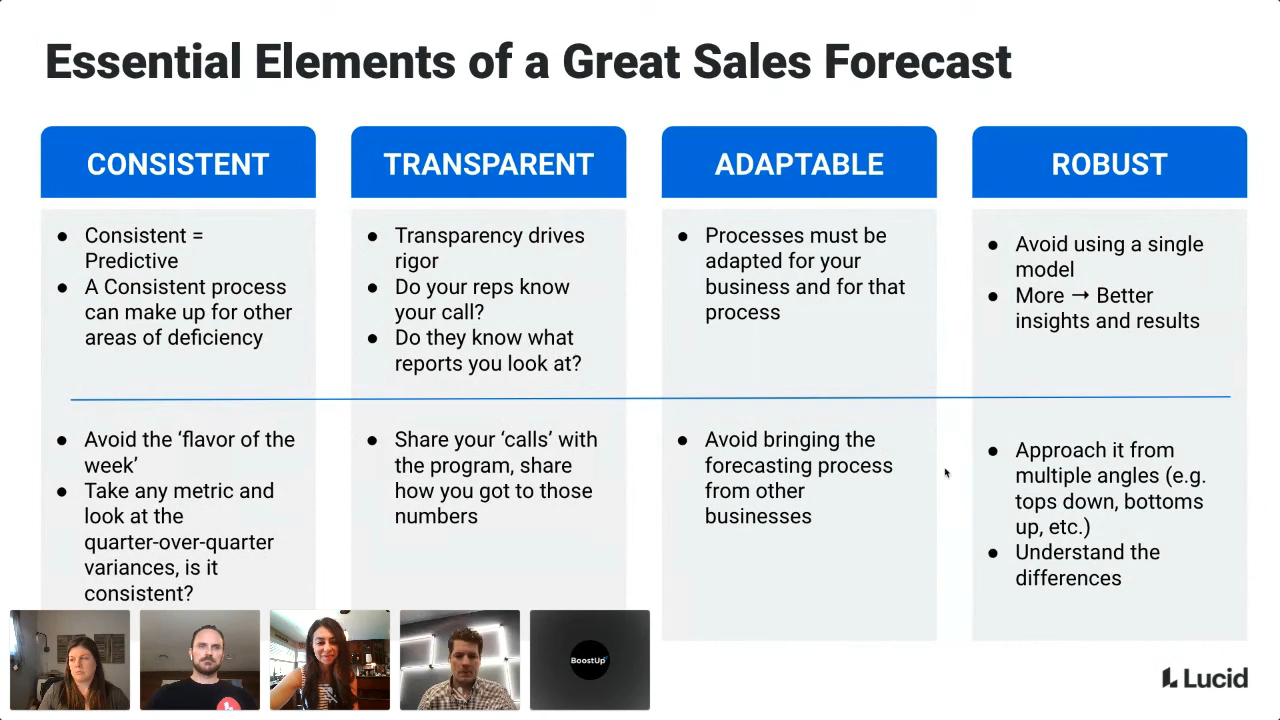 Essential Elements of a Great Sales Forecast
CONSISTENT
● Consistent =
Predictive
● A Consistent process
can make up for other
areas of deficiency
● Avoid the ‘flavor of the
week’
● Take any metric and
look at the
quarter-over-quarter
variances, is it
consistent?
TRANSPARENT
● Transparency drives
rigor
● Do your reps know
your call?
● Do they know what
reports you look at?
● Share your ‘calls’ with
the program, share
how you got to those
numbers
ADAPTABLE
● Processes must be
adapted for your
business and for that
process
● Avoid bringing the
forecasting process
from other
businesses
ROBUST
● Avoid using a single
model
● More → Better
insights and results
● Approach it from
multiple angles (e.g.
tops down, bottoms
up, etc.)
● Understand the
differences
BoostUp
Lucid